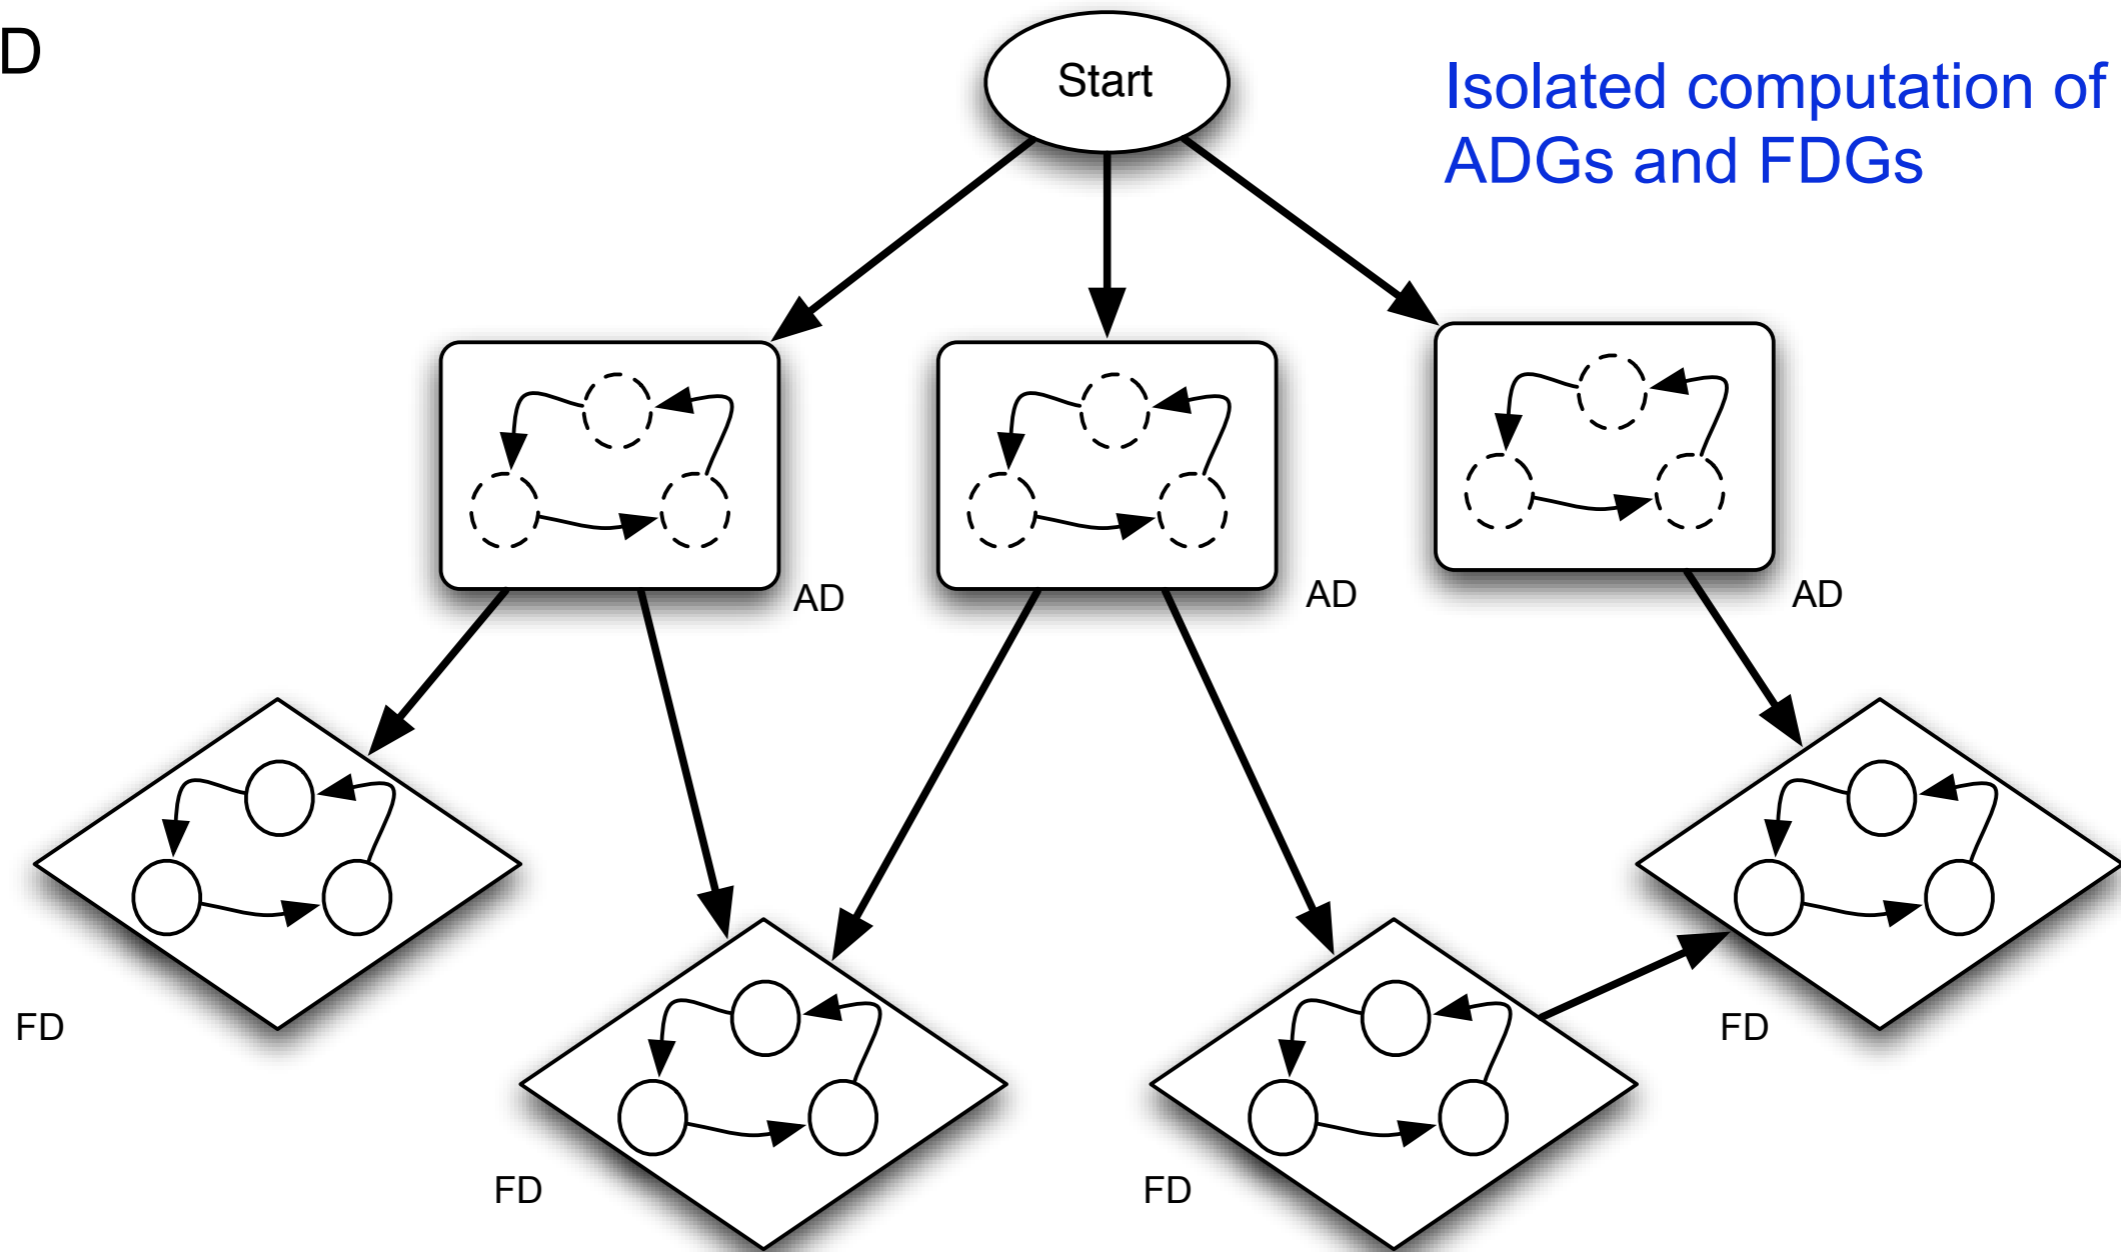 D
Start
Isolated computation of
ADGs and FDGs
AD
AD
AD
FD
FD
FD
FD